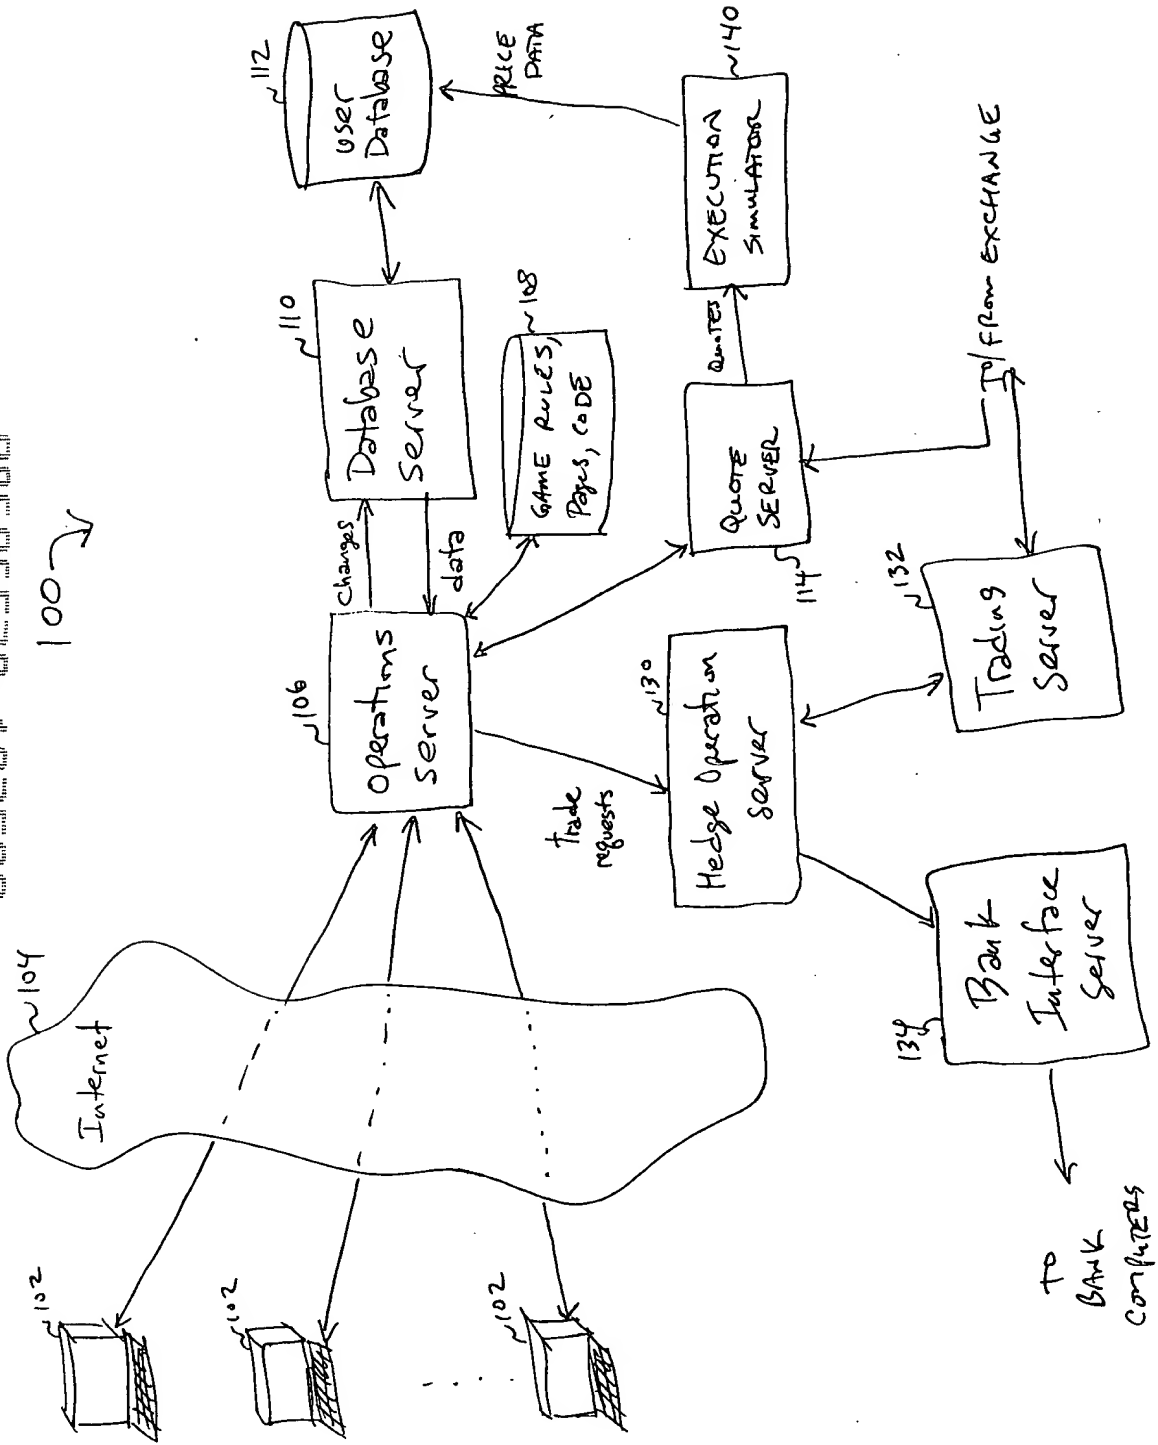 100
102
102
102
104
Internet
106
Operations
Server
changes
data
110
Database
Server
112
User
Database
108
GAME RULES,
Pages, CODE
PRICE
DATA
140
EXECUTION
SIMULATOR
QUOTES
114
QUOTE
SERVER
TO/FROM EXCHANGE
Trade
requests
130
Hedge Operation
Server
132
Trading
Server
134
Bank
Interface
Server
TO
BANK
COMPUTERS